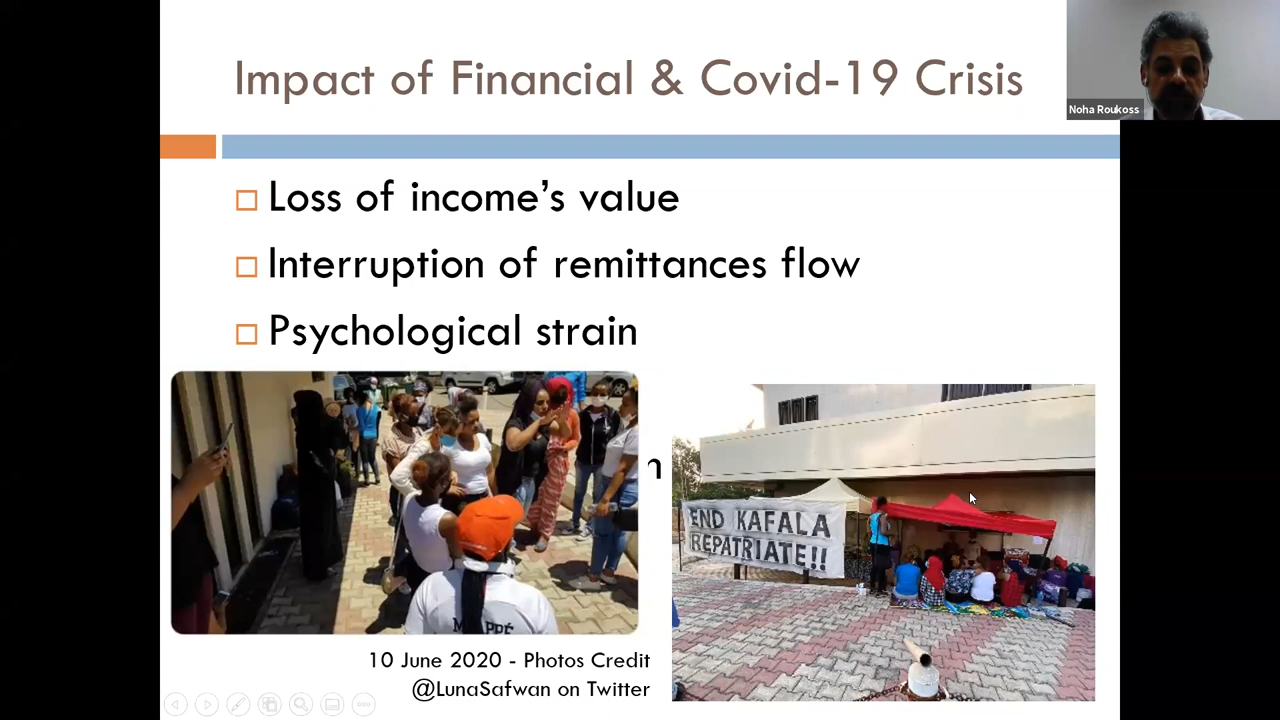 Impact of Financial & Covid-19 Crisis
Noha Roukoss
Loss of income's value
Interruption of remittances flow
Psychological strain
n
END KAFALA
REPATRIATE!!
10 June 2020 - Photos Credit
@LunaSafwan on Twitter